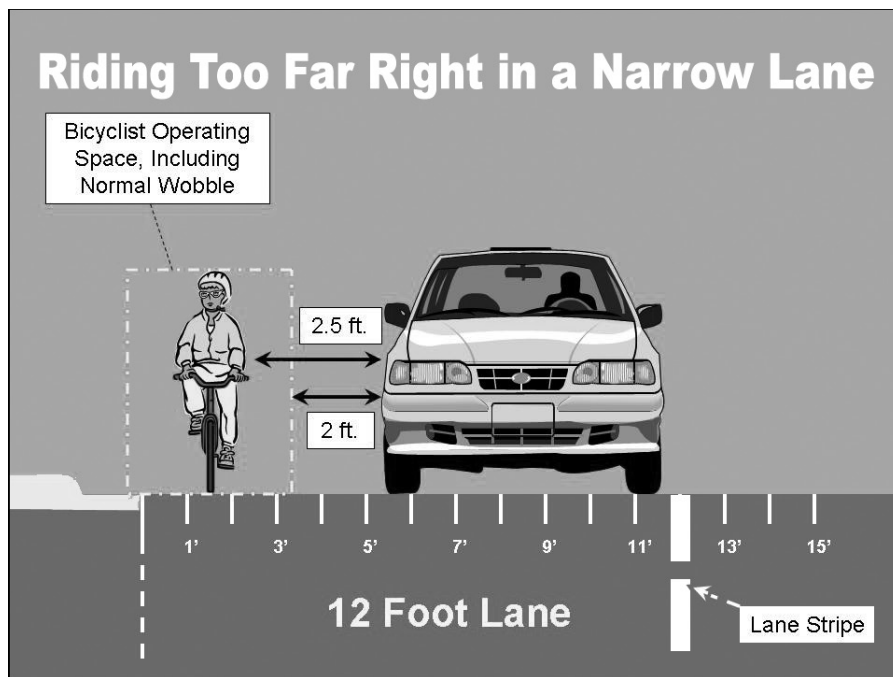 Riding Too Far Right in a Narrow Lane
Bicyclist Operating
Space, Including
Normal Wobble
2.5 ft.
2 ft.
1’ 3’ 5’ 7’ 9’ 11’ 13’ 15’
12 Foot Lane
Lane Stripe